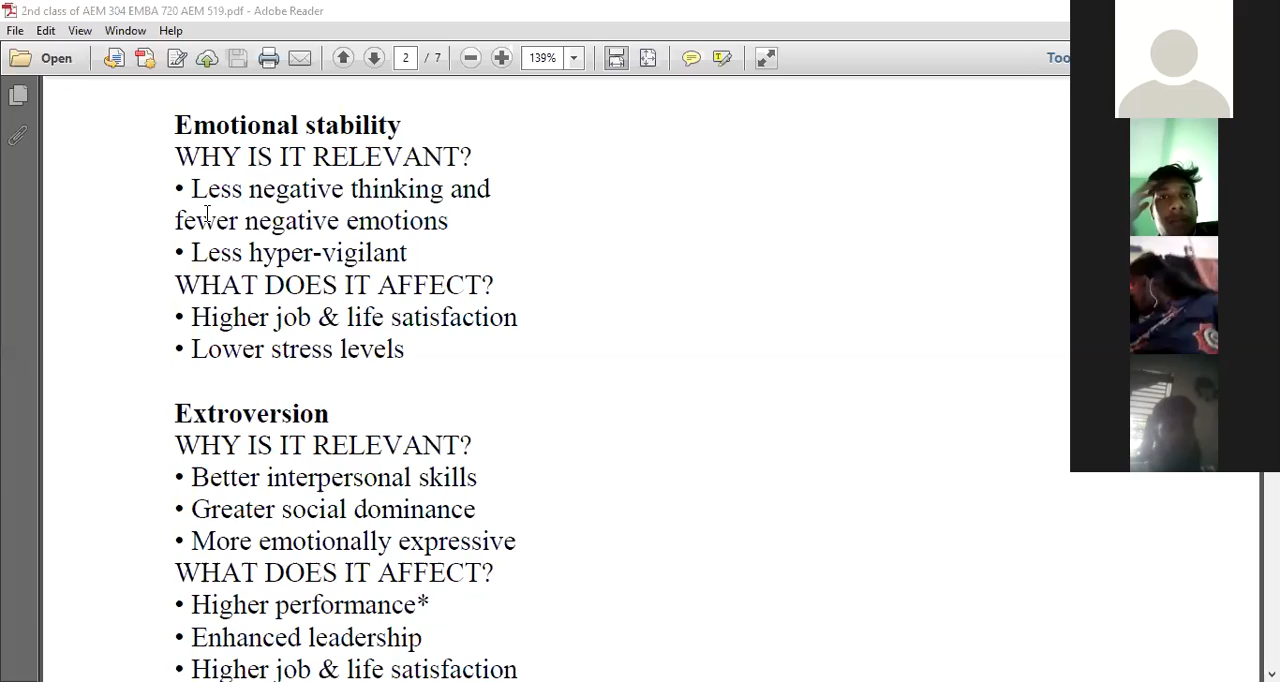 2nd class of AEM 304 EMBA 720 AEM 519.pdf - Adobe Reader
File Edit View Window Help
Open 2 / 7 139% Too
Emotional stability
WHY IS IT RELEVANT?
• Less negative thinking and
fewer negative emotions
• Less hyper-vigilant
WHAT DOES IT AFFECT?
• Higher job & life satisfaction
• Lower stress levels
Extroversion
WHY IS IT RELEVANT?
• Better interpersonal skills
• Greater social dominance
• More emotionally expressive
WHAT DOES IT AFFECT?
• Higher performance*
• Enhanced leadership
• Higher job & life satisfaction